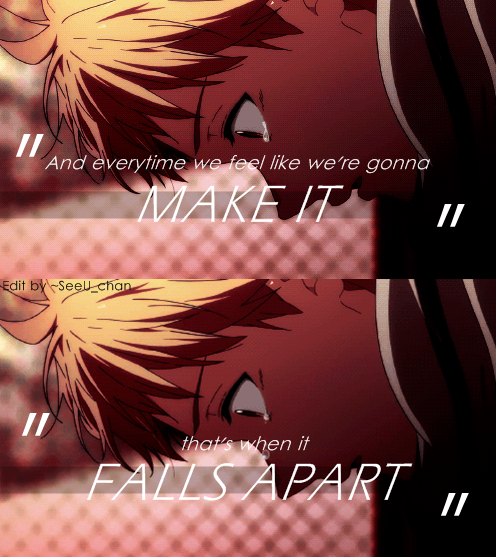 "And everytime we feel like we're gonna
MAKE IT"
Edit by ~SeeU_chan
"that's when it
FALLS APART"